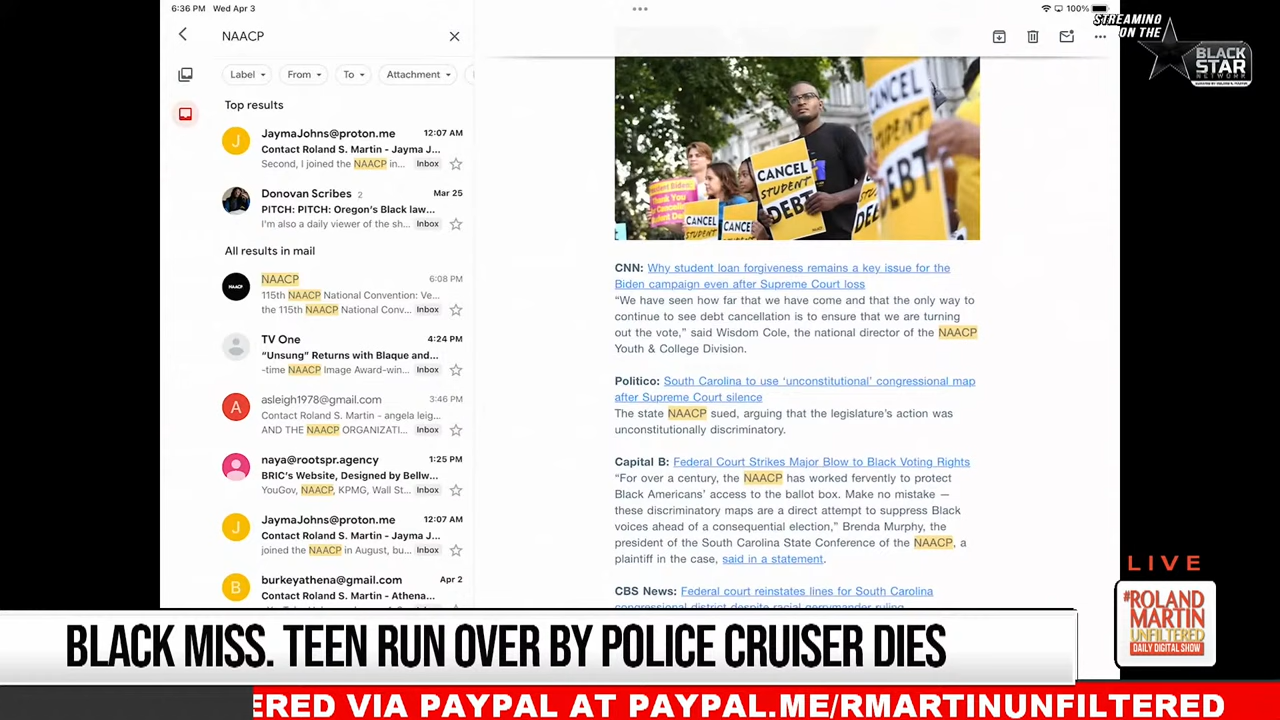 6:36 PM Wed Apr 3
100%
STREAMING
ON THE
BLACK
STAR
NETWORK
NAACP
Label
From
To
Attachment
Top results
J
JaymaJohns@proton.me 12:07 AM
Contact Roland S. Martin - Jayma J...
Second, I joined the NAACP in... Inbox
Donovan Scribes 2 Mar 25
PITCH: PITCH: Oregon's Black law...
I'm also a daily viewer of the sh... Inbox
All results in mail
NAACP
NAACP 6:08 PM
115th NAACP National Convention: Ve...
the 115th NAACP National Conv... Inbox
TV One 4:24 PM
“Unsung” Returns with Blaque and...
-time NAACP Image Award-win... Inbox
A
asleigh1978@gmail.com 3:46 PM
Contact Roland S. Martin - angela leig...
AND THE NAACP ORGANIZATI... Inbox
naya@rootspr.agency 1:25 PM
BRIC's Website, Designed by Bellw...
YouGov, NAACP, KPMG, Wall St... Inbox
J
JaymaJohns@proton.me 12:07 AM
Contact Roland S. Martin - Jayma J...
joined the NAACP in August, bu... Inbox
B
burkeyathena@gmail.com Apr 2
Contact Roland S. Martin - Athena...
CANCEL
STUDENT
DEBT
CANCEL
STUDENT
DEBT
Thank You
CANCEL
STUDENT
CANCE
STUDENT
CNN: Why student loan forgiveness remains a key issue for the
Biden campaign even after Supreme Court loss
“We have seen how far that we have come and that the only way to
continue to see debt cancellation is to ensure that we are turning
out the vote,” said Wisdom Cole, the national director of the NAACP
Youth & College Division.
Politico: South Carolina to use ‘unconstitutional’ congressional map
after Supreme Court silence
The state NAACP sued, arguing that the legislature's action was
unconstitutionally discriminatory.
Capital B: Federal Court Strikes Major Blow to Black Voting Rights
“For over a century, the NAACP has worked fervently to protect
Black Americans' access to the ballot box. Make no mistake —
these discriminatory maps are a direct attempt to suppress Black
voices ahead of a consequential election,” Brenda Murphy, the
president of the South Carolina State Conference of the NAACP, a
plaintiff in the case, said in a statement.
CBS News: Federal court reinstates lines for South Carolina
congressional district despite racial gerrymander ruling
LIVE
#ROLAND
MARTIN
UNFILTERED
DAILY DIGITAL SHOW
BLACK MISS. TEEN RUN OVER BY POLICE CRUISER DIES
ERED VIA PAYPAL AT PAYPAL.ME/RMARTINUNFILTERED